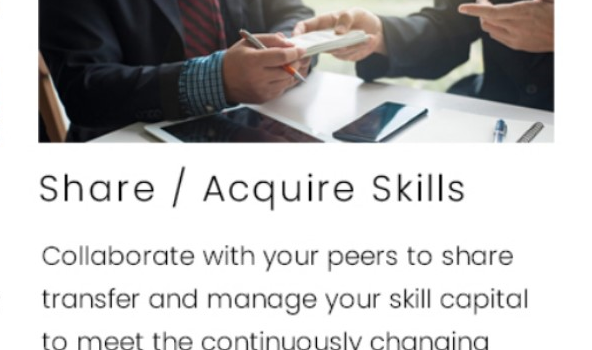 Share / Acquire Skills
Collaborate with your peers to share
transfer and manage your skill capital
to meet the continuously changing